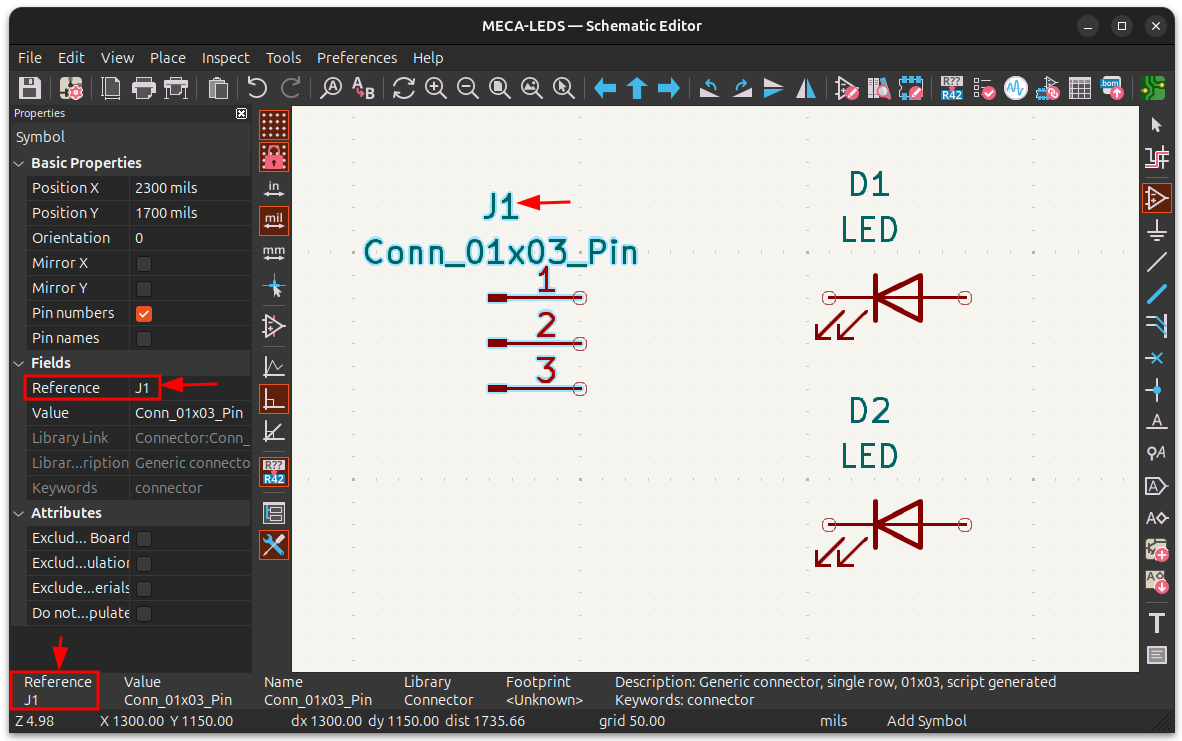 MECA-LEDS — Schematic Editor
File Edit View Place Inspect Tools Preferences Help
A B
R??
R42
bom
Properties
Symbol
Basic Properties
Position X 2300 mils
Position Y 1700 mils
Orientation 0
Mirror X
Mirror Y
Pin numbers
Pin names
Fields
Reference J1
Value Conn_01x03_Pin
Library Link Connector:Conn_
Librar...ription Generic connecto
Keywords connector
Attributes
Exclud... Board
Exclud...ulation
Exclude...erials
Do not...pulate
in
mil
mm
R??
R42
J1
Conn_01x03_Pin
1
2
3
D1
LED
D2
LED
A
A
A
A
A
T
Reference Value Name Library Footprint Description: Generic connector, single row, 01x03, script generated
J1 Conn_01x03_Pin Conn_01x03_Pin Connector <Unknown> Keywords: connector
Z 4.98 X 1300.00 Y 1150.00 dx 1300.00 dy 1150.00 dist 1735.66 grid 50.00 mils Add Symbol